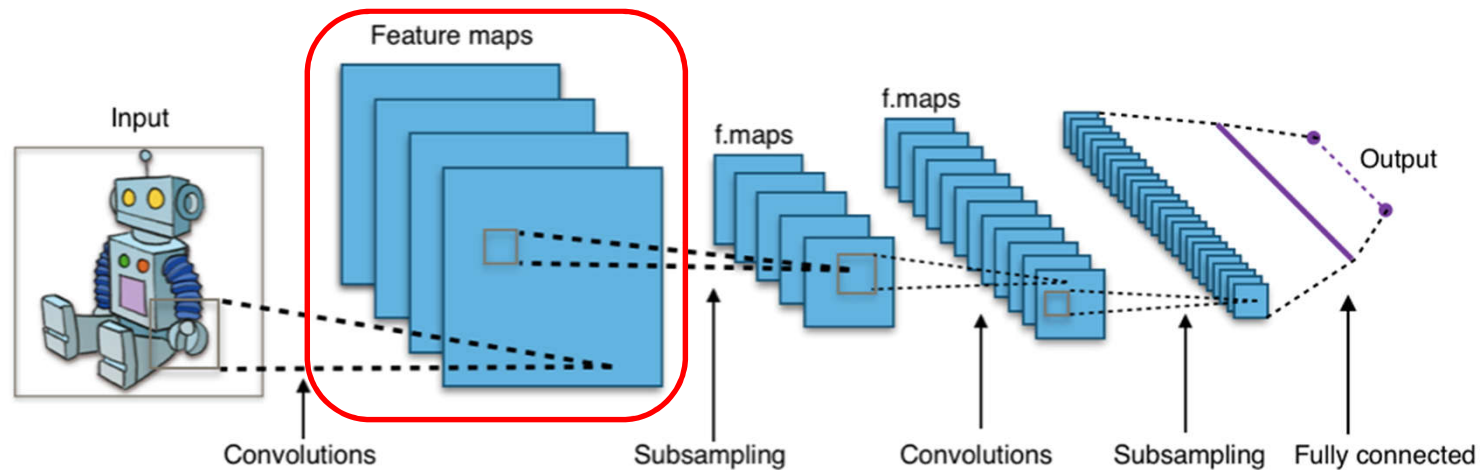 Feature maps
Input
f.maps
f.maps
Output
Convolutions
Subsampling
Convolutions
Subsampling
Fully connected